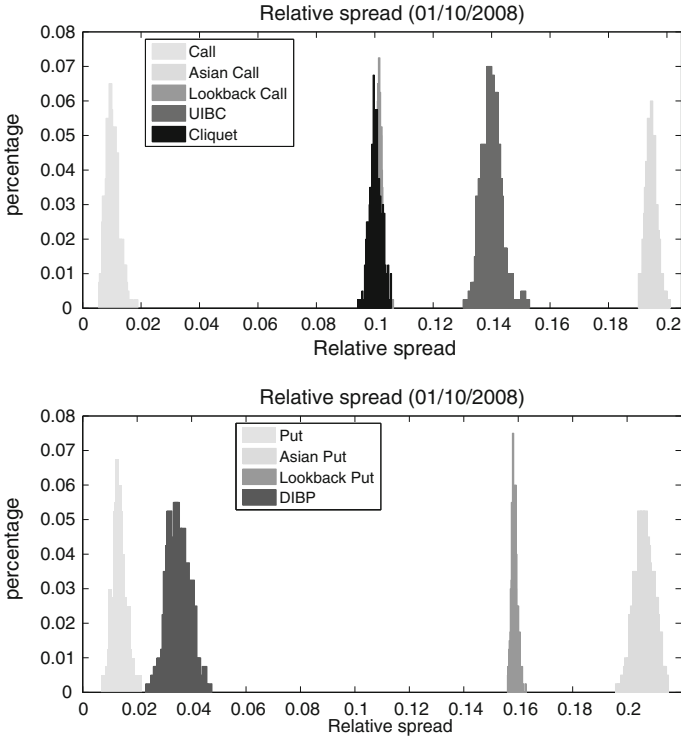 Relative spread (01/10/2008)
0.08
0.07
0.06
0.05
0.04
0.03
0.02
0.01
0
percentage
Call
Asian Call
Lookback Call
UIBC
Cliquet
0 0.02 0.04 0.06 0.08 0.1 0.12 0.14 0.16 0.18 0.2
Relative spread
Relative spread (01/10/2008)
0.08
0.07
0.06
0.05
0.04
0.03
0.02
0.01
0
percentage
Put
Asian Put
Lookback Put
DIBP
0 0.02 0.04 0.06 0.08 0.1 0.12 0.14 0.16 0.18 0.2
Relative spread